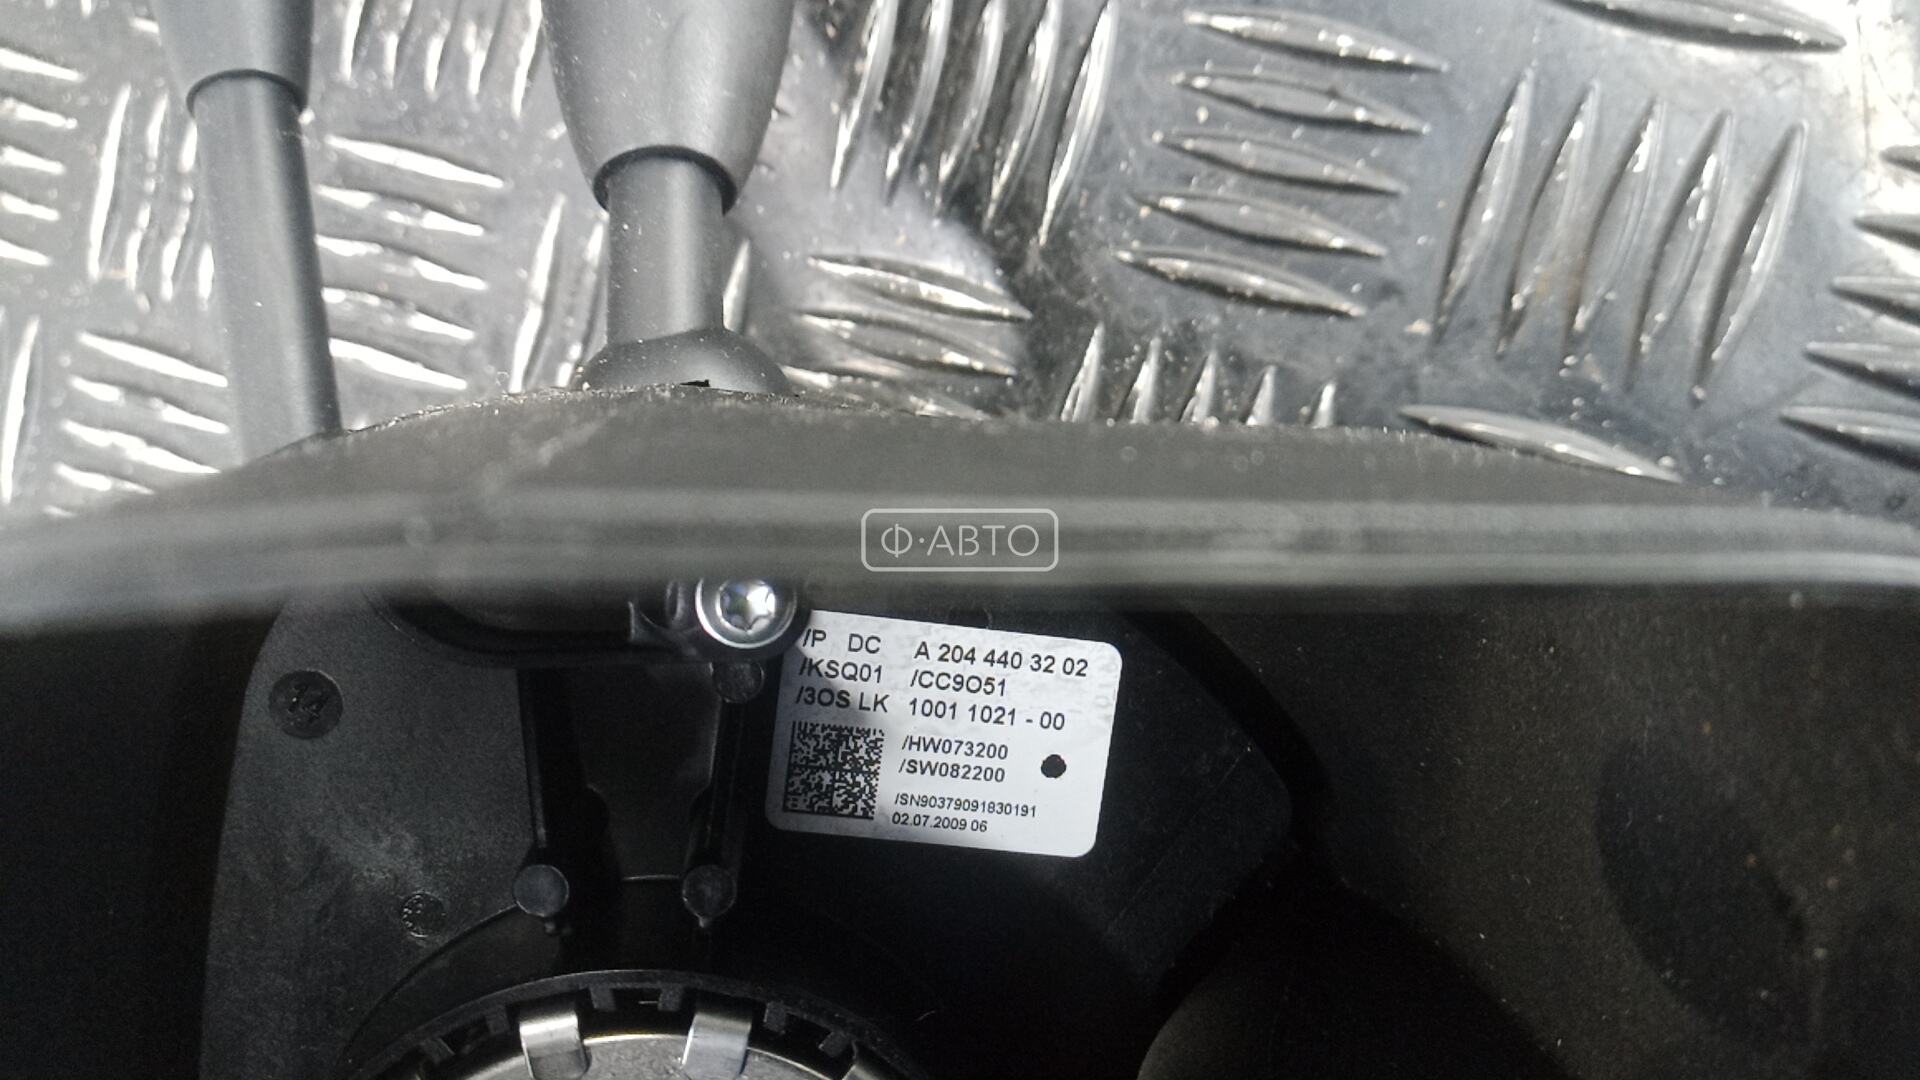 Ф·АВТО
/P DC A 204 440 32 02
/KSQ01 /CC9O51
/3OS LK 1001 1021 - 00
/HW073200
/SW082200
/SN90379091830191
02.07.2009 06
14